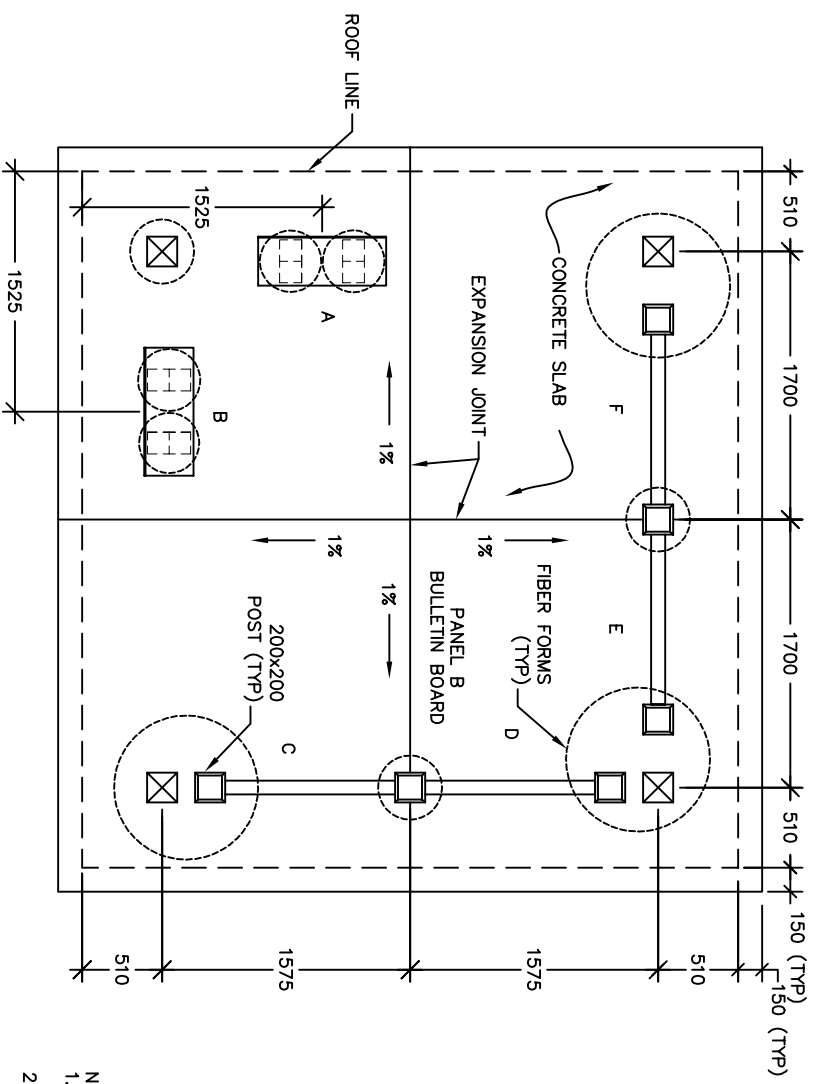 ROOF LINE
510
1700
1700
510
150 (TYP)
150 (TYP)
510
1575
1575
510
1525
1525
CONCRETE SLAB
EXPANSION JOINT
A
B
F
E
D
C
1%
1%
1%
1%
FIBER FORMS
(TYP)
PANEL B
BULLETIN BOARD
200x200
POST (TYP)
N
1.
2